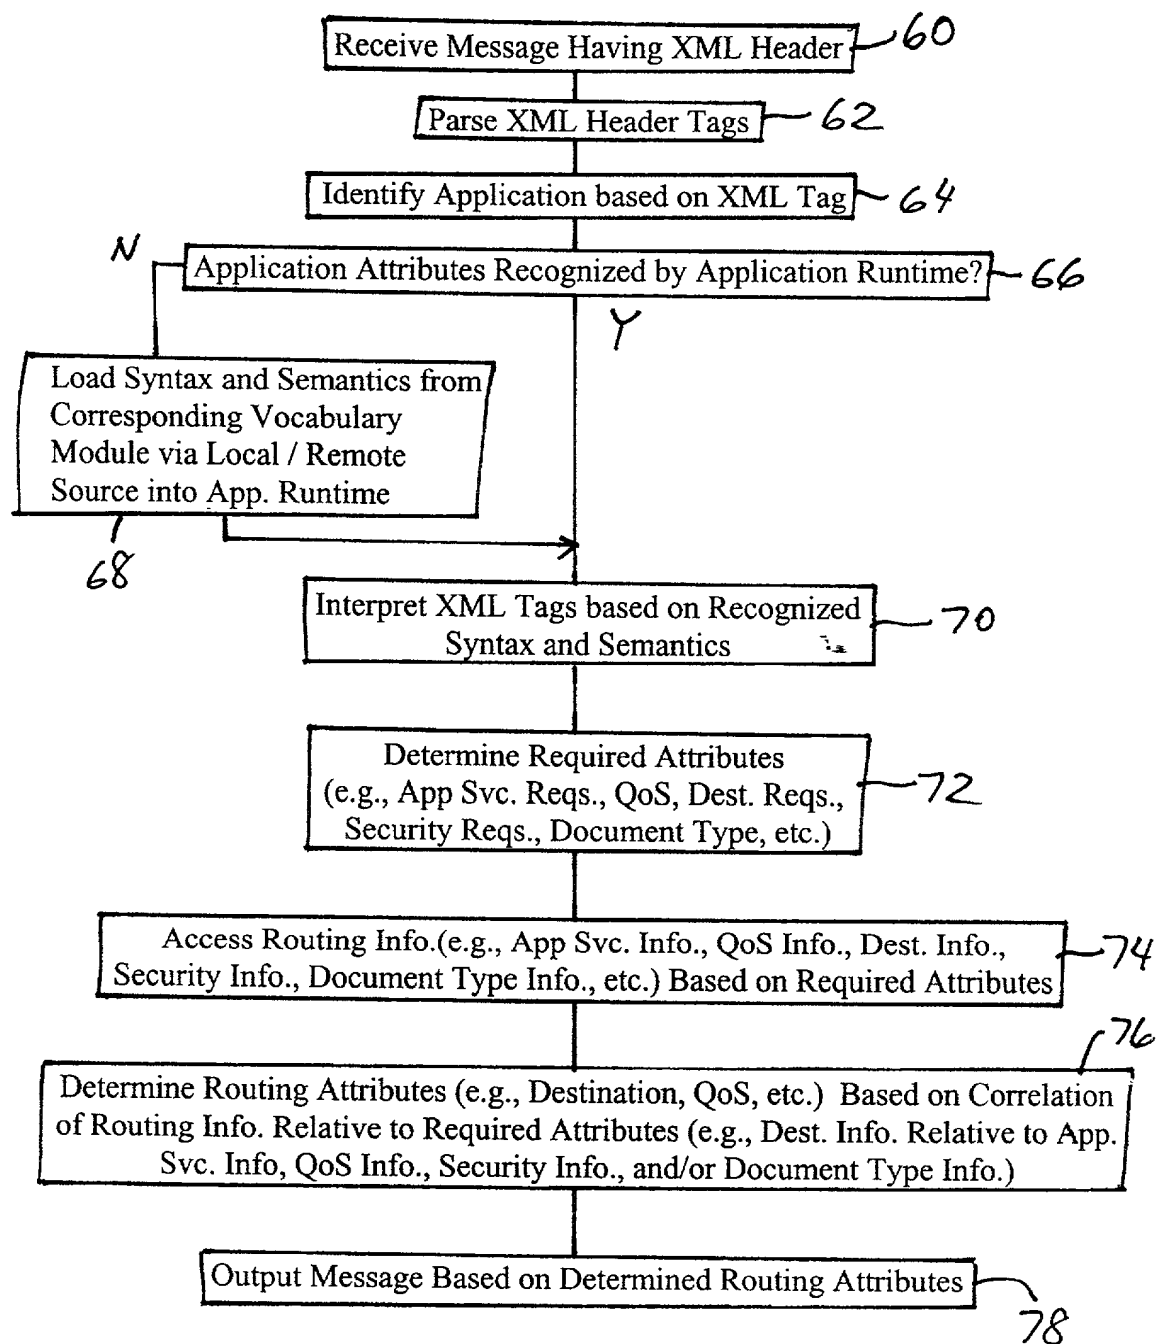 Receive Message Having XML Header
60
Parse XML Header Tags
62
Identify Application based on XML Tag
64
N
Application Attributes Recognized by Application Runtime?
66
Y
Load Syntax and Semantics from
Corresponding Vocabulary
Module via Local / Remote
Source into App. Runtime
68
Interpret XML Tags based on Recognized
Syntax and Semantics
70
Determine Required Attributes
(e.g., App Svc. Reqs., QoS, Dest. Reqs.,
Security Reqs., Document Type, etc.)
72
Access Routing Info.(e.g., App Svc. Info., QoS Info., Dest. Info.,
Security Info., Document Type Info., etc.) Based on Required Attributes
74
76
Determine Routing Attributes (e.g., Destination, QoS, etc.) Based on Correlation
of Routing Info. Relative to Required Attributes (e.g., Dest. Info. Relative to App.
Svc. Info, QoS Info., Security Info., and/or Document Type Info.)
Output Message Based on Determined Routing Attributes
78